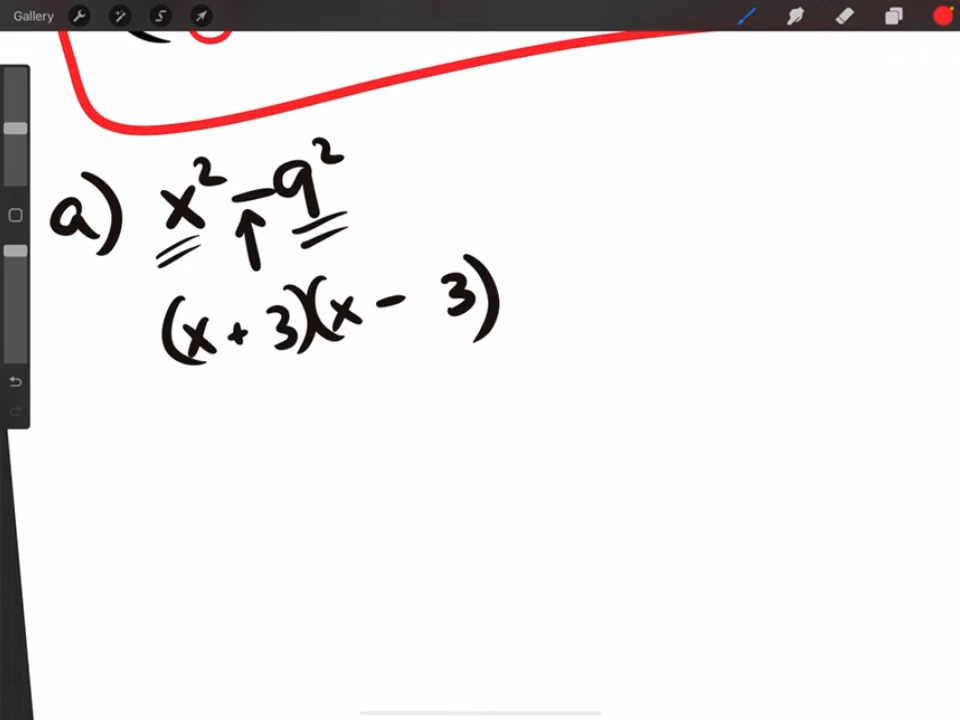 Gallery
a) x² - 9²
(x + 3)(x - 3)